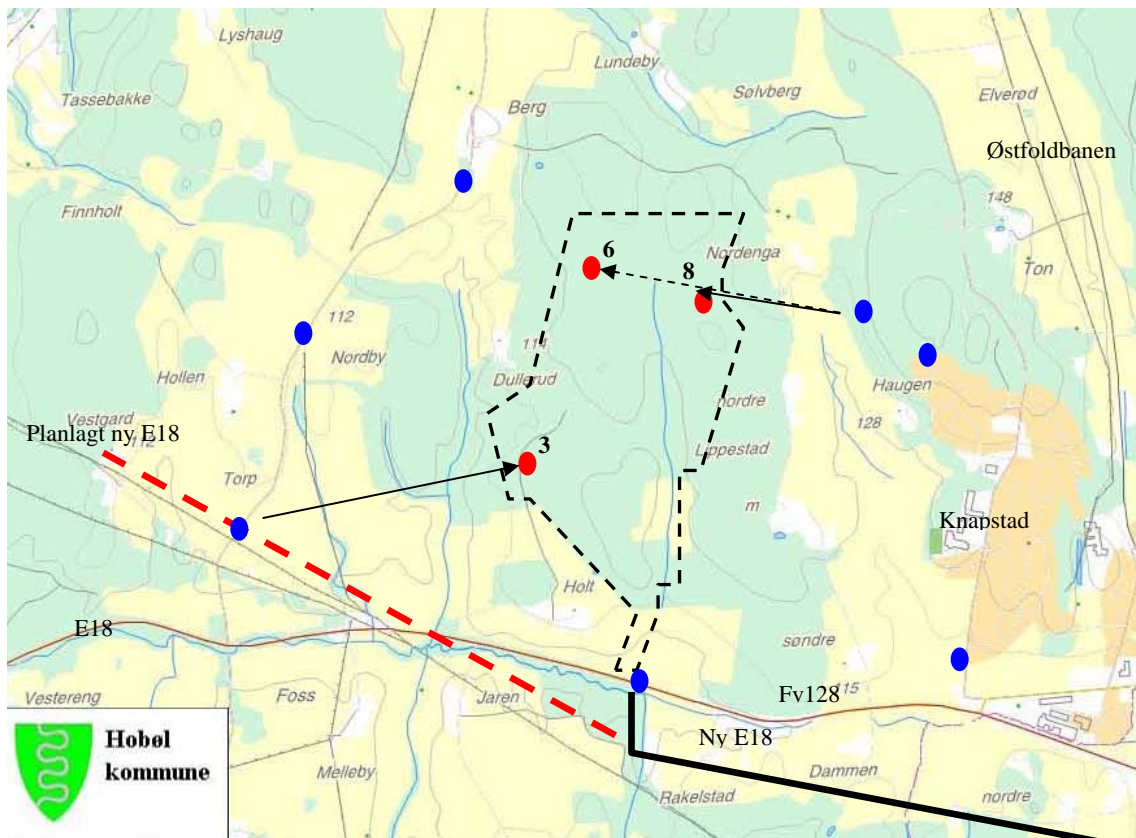 Lyshaug
Lundeby
Tassebakke
Berg
Sølvberg
Elverød
Østfoldbanen
148
Finnholt
Nordenga
6
8
Ton
112
Nordby
114
Hollen
Dullerud
Haugen
nordre
Vestgard
112
Planlagt ny E18
128
Lippestad
3
Torp
m
Knapstad
Holt
E18
søndre
Vestereng
Foss
Jaren
Fv128
115
Ny E18
Hobøl
kommune
Melleby
Dammen
Rakelstad
nordre